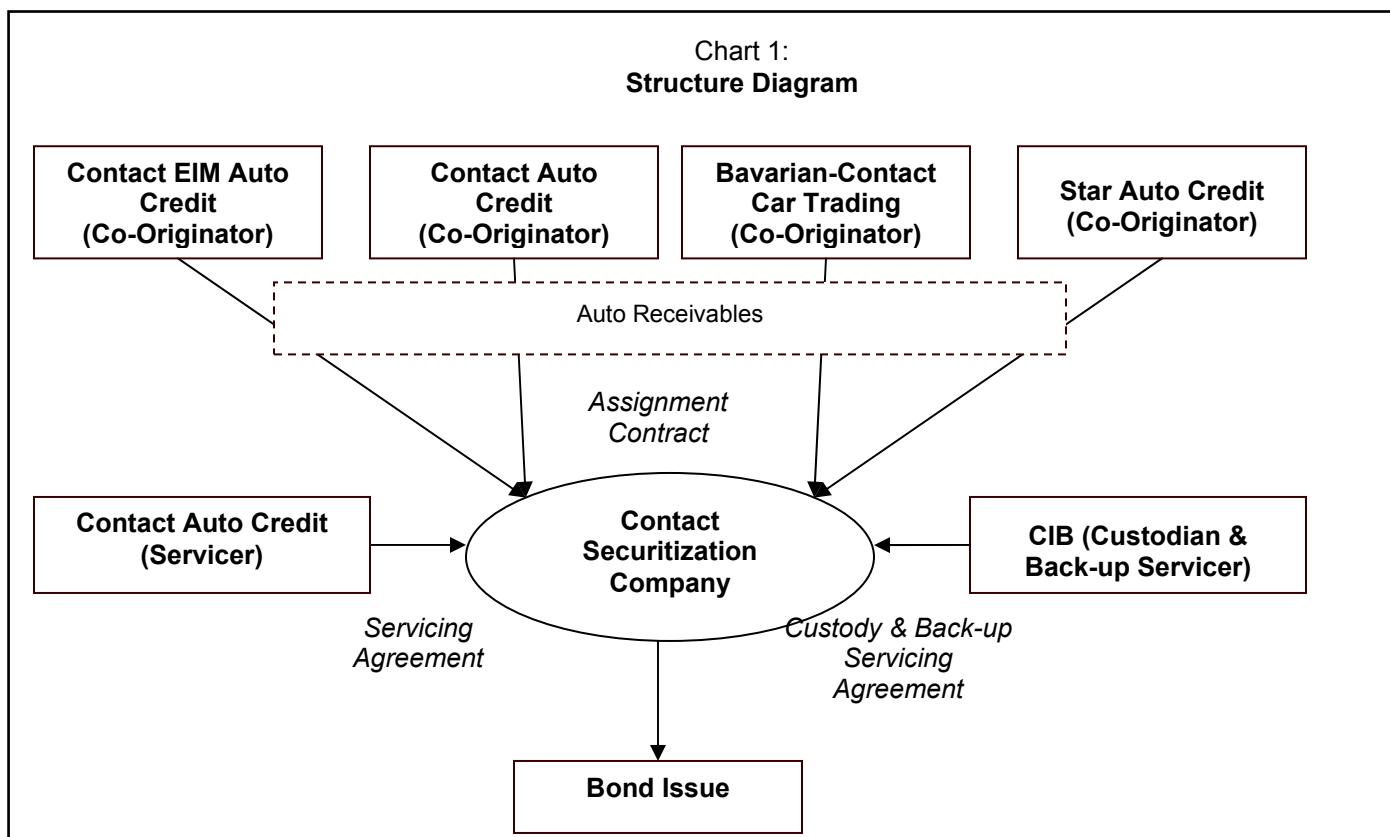 Chart 1:
Structure Diagram
Contact EIM Auto
Credit
(Co-Originator)
Contact Auto
Credit
(Co-Originator)
Bavarian-Contact
Car Trading
(Co-Originator)
Star Auto Credit
(Co-Originator)
Auto Receivables
Assignment
Contract
Contact Auto Credit
(Servicer)
Contact
Securitization
Company
CIB (Custodian &
Back-up Servicer)
Servicing
Agreement
Custody & Back-up
Servicing
Agreement
Bond Issue